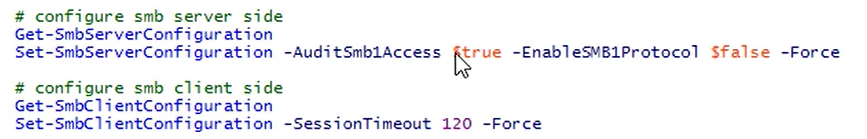 # configure smb server side
Get-SmbServerConfiguration
Set-SmbServerConfiguration -AuditSmb1Access $true -EnableSMB1Protocol $false -Force
# configure smb client side
Get-SmbClientConfiguration
Set-SmbClientConfiguration -SessionTimeout 120 -Force